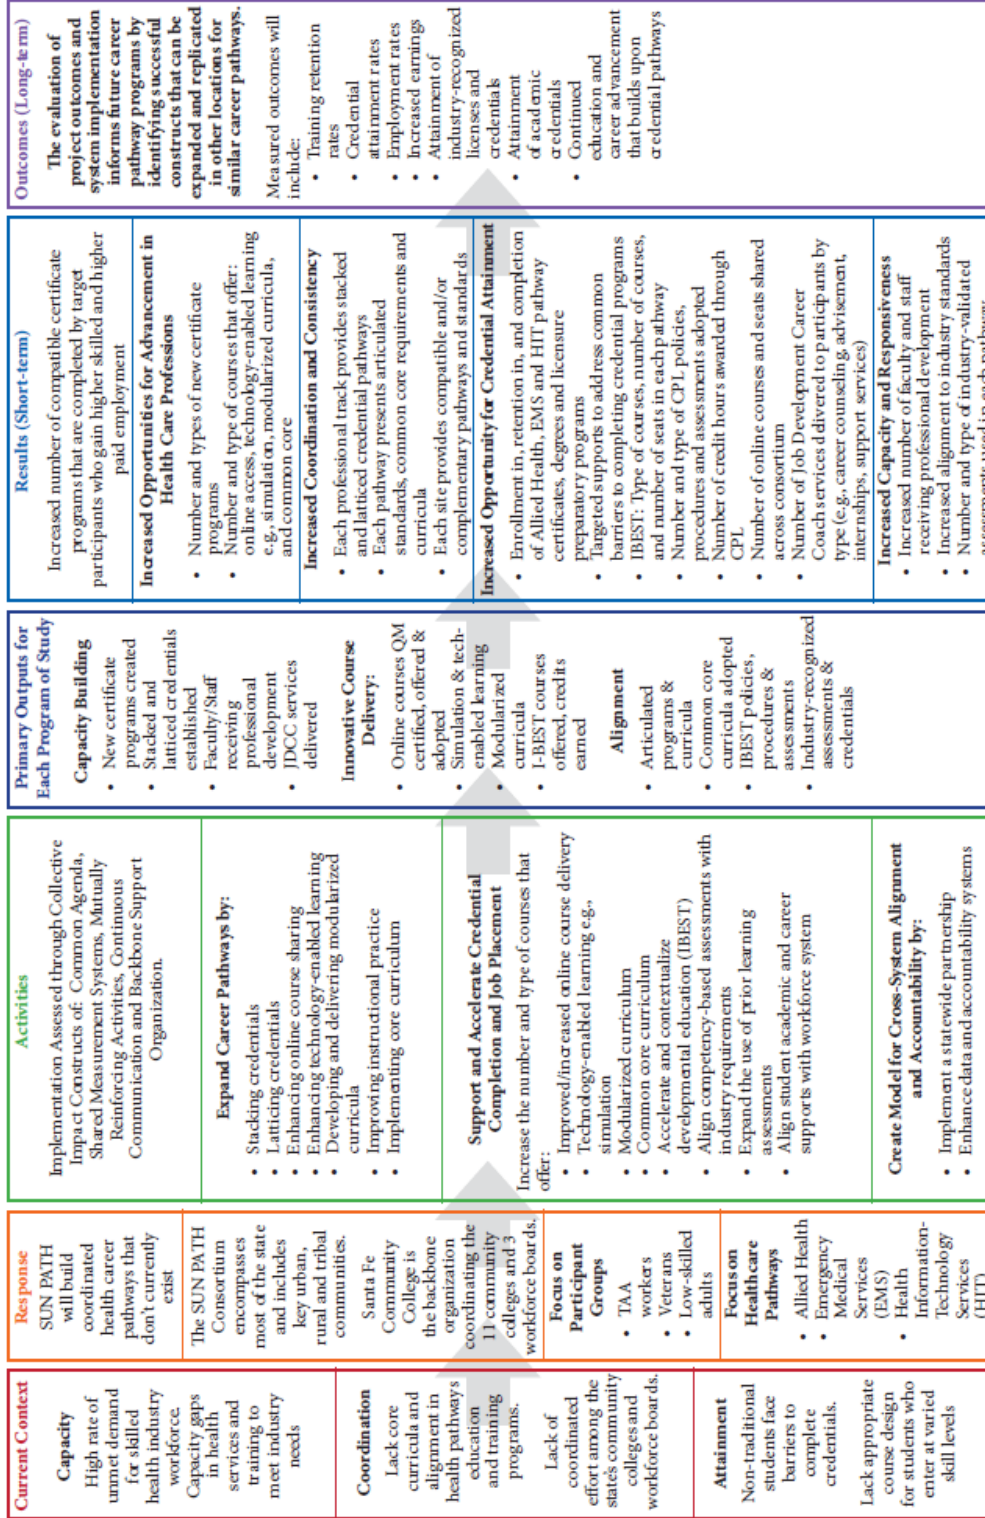 Current Context
Capacity
High rate of
unmet demand
for skilled
health industry
workforce.
Capacity gaps
in health
services and
training to
meet industry
needs
Coordination
Lack core
curricula and
alignment in
health pathways
education
and training
programs.
Lack of
coordinated
effort among the
state's community
colleges and
workforce boards.
Attainment
Non-traditional
students face
barriers to
complete
credentials.
Lack appropriate
course design
for students who
enter at varied
skill levels
Response
SUN PATH
will build
coordinated
health career
pathways that
don't currently
exist
The SUN PATH
Consortium
encompasses
most of the state
and includes
key urban,
rural and tribal
communities.
Santa Fe
Community
College is
the backbone
organization
coordinating the
11 community
colleges and 3
workforce boards.
Focus on
Participant
Groups
• TAA
workers
• Veterans
• Low-skilled
adults
Focus on
Healthcare
Pathways
• Allied Health
• Emergency
Medical
Services
(EMS)
• Health
Information-
Technology
Services
(HIT)
Activities
Implementation Assessed through Collective
Impact Constructs of: Common Agenda,
Shared Measurement Systems, Mutually
Reinforcing Activities, Continuous
Communication and Backbone Support
Organization.
Expand Career Pathways by:
• Stacking credentials
• Latticing credentials
• Enhancing online course sharing
• Enhancing technology-enabled learning
• Developing and delivering modularized
curricula
• Improving instructional practice
• Implementing core curriculum
Support and Accelerate Credential
Completion and Job Placement
Increase the number and type of courses that
offer:
• Improved/increased online course delivery
• Technology-enabled learning e.g.,
simulation
• Modularized curriculum
• Common core curriculum
• Accelerate and contextualize
developmental education (IBEST)
• Align competency-based assessments with
industry requirements
• Expand the use of prior learning
assessments
• Align student academic and career
supports with workforce system
Create Model for Cross-System Alignment
and Accountability by:
• Implement a statewide partnership
• Enhance data and accountability systems
Primary Outputs for
Each Program of Study
Capacity Building
• New certificate
programs created
• Stacked and
latticed credentials
established
• Faculty/Staff
receiving
professional
development
• JDCC services
delivered
Innovative Course
Delivery:
• Online courses QM
certified, offered &
adopted
• Simulation & tech-
enabled learning
• Modularized
curricula
• I-BEST courses
offered, credits
earned
Alignment
• Articulated
programs &
curricula
• Common core
curricula adopted
• IBEST policies,
procedures &
assessments
• Industry-recognized
assessments &
credentials
Results (Short-term)
Increased number of compatible certificate
programs that are completed by target
participants who gain higher skilled and higher
paid employment
Increased Opportunities for Advancement in
Health Care Professions
• Number and types of new certificate
programs
• Number and type of courses that offer:
online access, technology-enabled learning
e.g., simulation, modularized curricula,
and common core
Increased Coordination and Consistency
• Each professional track provides stacked
and latticed credential pathways
• Each pathway presents articulated
standards, common core requirements and
curricula
• Each site provides compatible and/or
complementary pathways and standards
Increased Opportunity for Credential Attainment
• Enrollment in, retention in, and completion
of Allied Health, EMS and HIT pathway
certificates, degrees and licensure
preparatory programs
• Targeted supports to address common
barriers to completing credential programs
• IBEST: Type of courses, number of courses,
and number of seats in each pathway
• Number and type of CPL policies,
procedures and assessments adopted
• Number of credit hours awarded through
CPL
• Number of online courses and seats shared
across consortium
• Number of Job Development Career
Coach services delivered to participants by
type (e.g., career counseling, advisement,
internships, support services)
Increased Capacity and Responsiveness
• Increased number of faculty and staff
receiving professional development
• Increased alignment to industry standards
• Number and type of industry-validated
assessments used in each pathway
Outcomes (Long-term)
The evaluation of
project outcomes and
system implementation
informs future career
pathway programs by
identifying successful
constructs that can be
expanded and replicated
in other locations for
similar career pathways.
Measured outcomes will
include:
• Training retention
rates
• Credential
attainment rates
• Employment rates
• Increased earnings
• Attainment of
industry-recognized
licenses and
credentials
• Attainment
of academic
credentials
• Continued
education and
career advancement
that builds upon
credential pathways